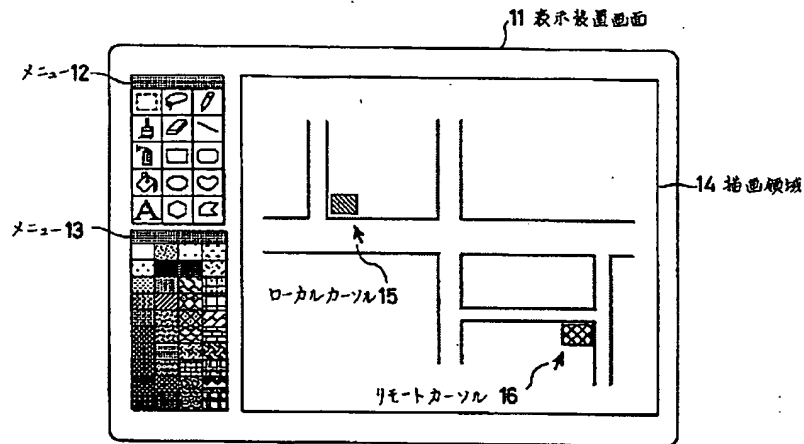 11 表示装置画面
メニュー12
14 描画領域
メニュー13
ローカルカーソル15
リモートカーソル 16
A